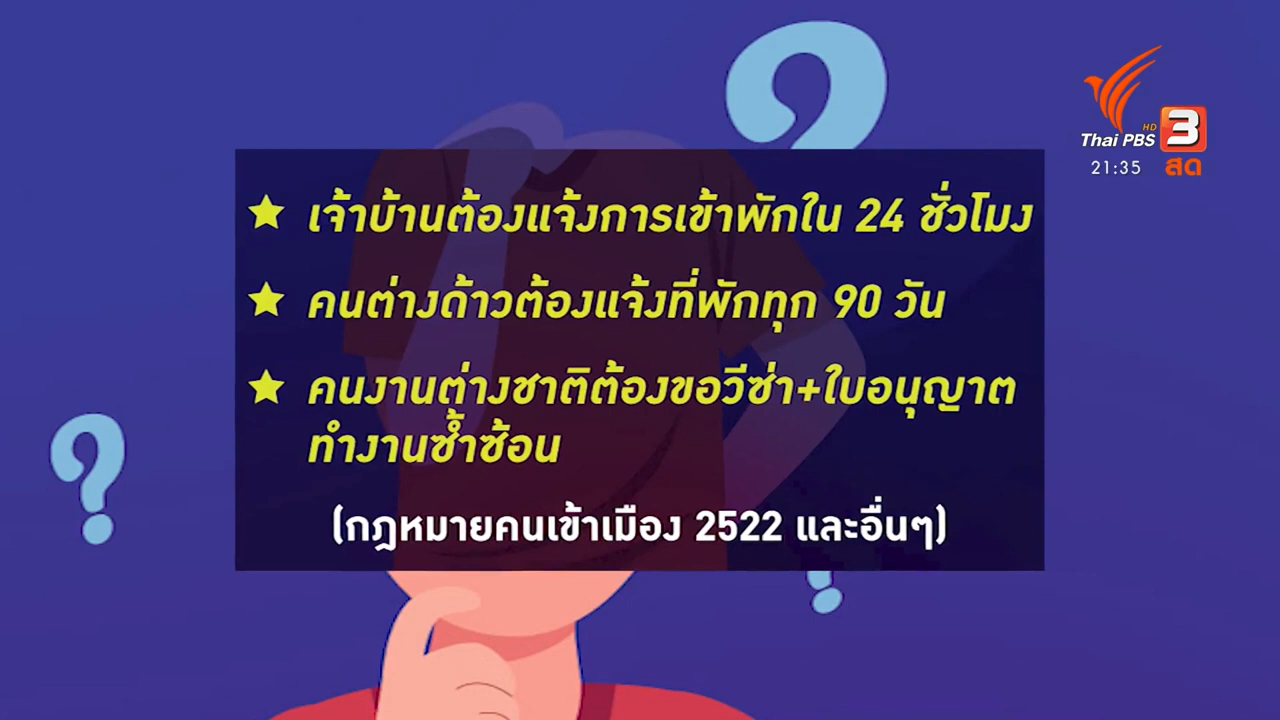 HD
Thai PBS 3
21:35 สด
เจ้าบ้านต้องแจ้งการเข้าพักใน 24 ชั่วโมง
คนต่างด้าวต้องแจ้งที่พักทุก 90 วัน
คนงานต่างชาติต้องขอวีซ่า+ใบอนุญาต
ทำงานซ้ำซ้อน
(กฎหมายคนเข้าเมือง 2522 และอื่นๆ)